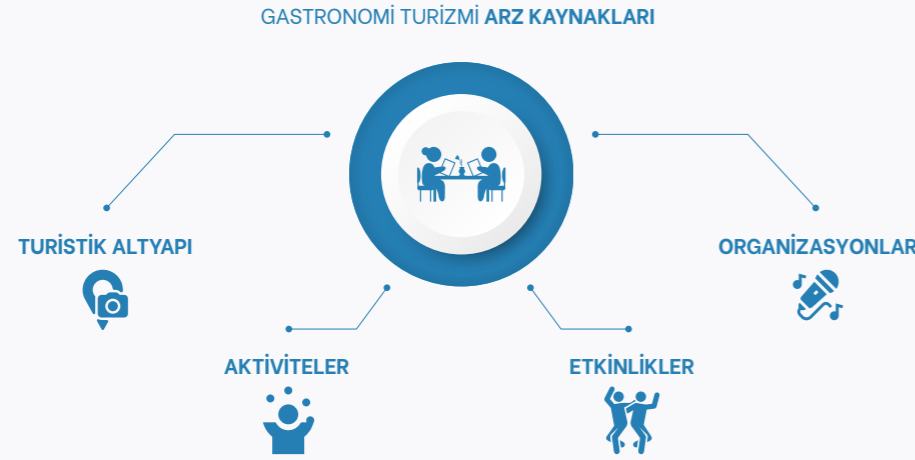 GASTRONOMİ TURİZMİ ARZ KAYNAKLARI
TURİSTİK ALTYAPI
ORGANİZASYONLAR
AKTİVİTELER
ETKİNLİKLER